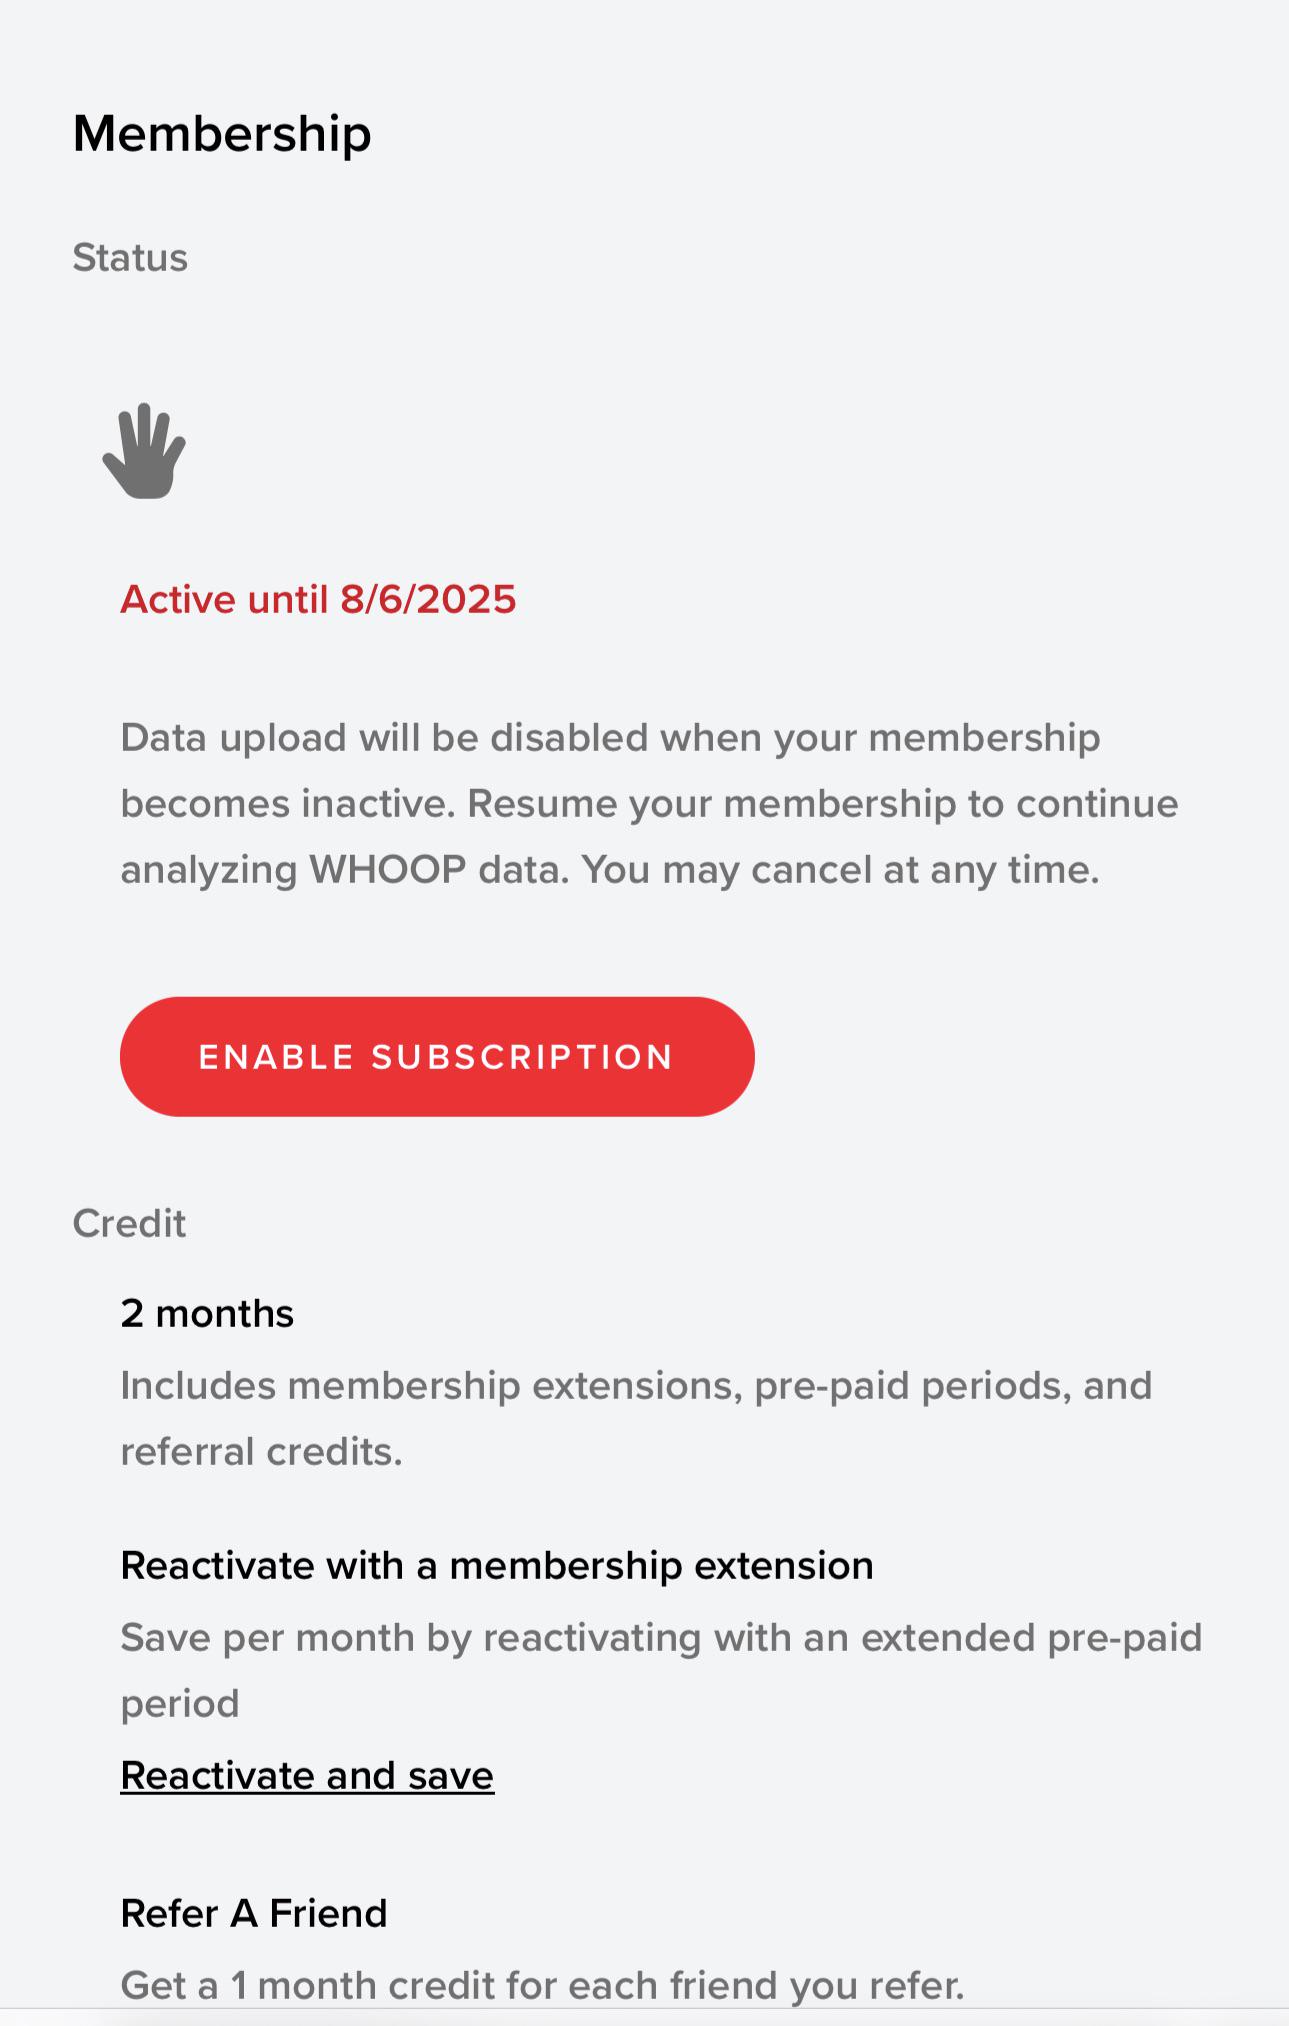 Membership
Status
Active until 8/6/2025
Data upload will be disabled when your membership
becomes inactive. Resume your membership to continue
analyzing WHOOP data. You may cancel at any time.
ENABLE SUBSCRIPTION
Credit
2 months
Includes membership extensions, pre-paid periods, and
referral credits.
Reactivate with a membership extension
Save per month by reactivating with an extended pre-paid
period
Reactivate and save
Refer A Friend
Get a 1 month credit for each friend you refer.